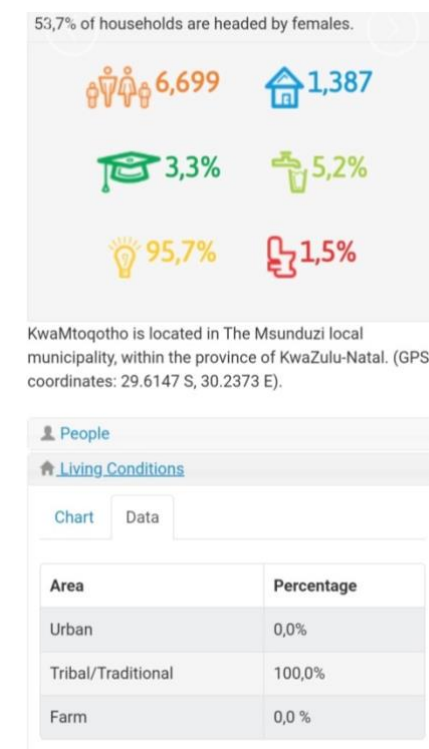 53,7% of households are headed by females.
6,699 1,387
3,3% 5,2%
95,7% 1,5%
KwaMtoqotho is located in The Msunduzi local
municipality, within the province of KwaZulu-Natal. (GPS
coordinates: 29.6147 S, 30.2373 E).
People
Living Conditions
Chart Data
Area Percentage
Urban 0,0%
Tribal/Traditional 100,0%
Farm 0,0 %